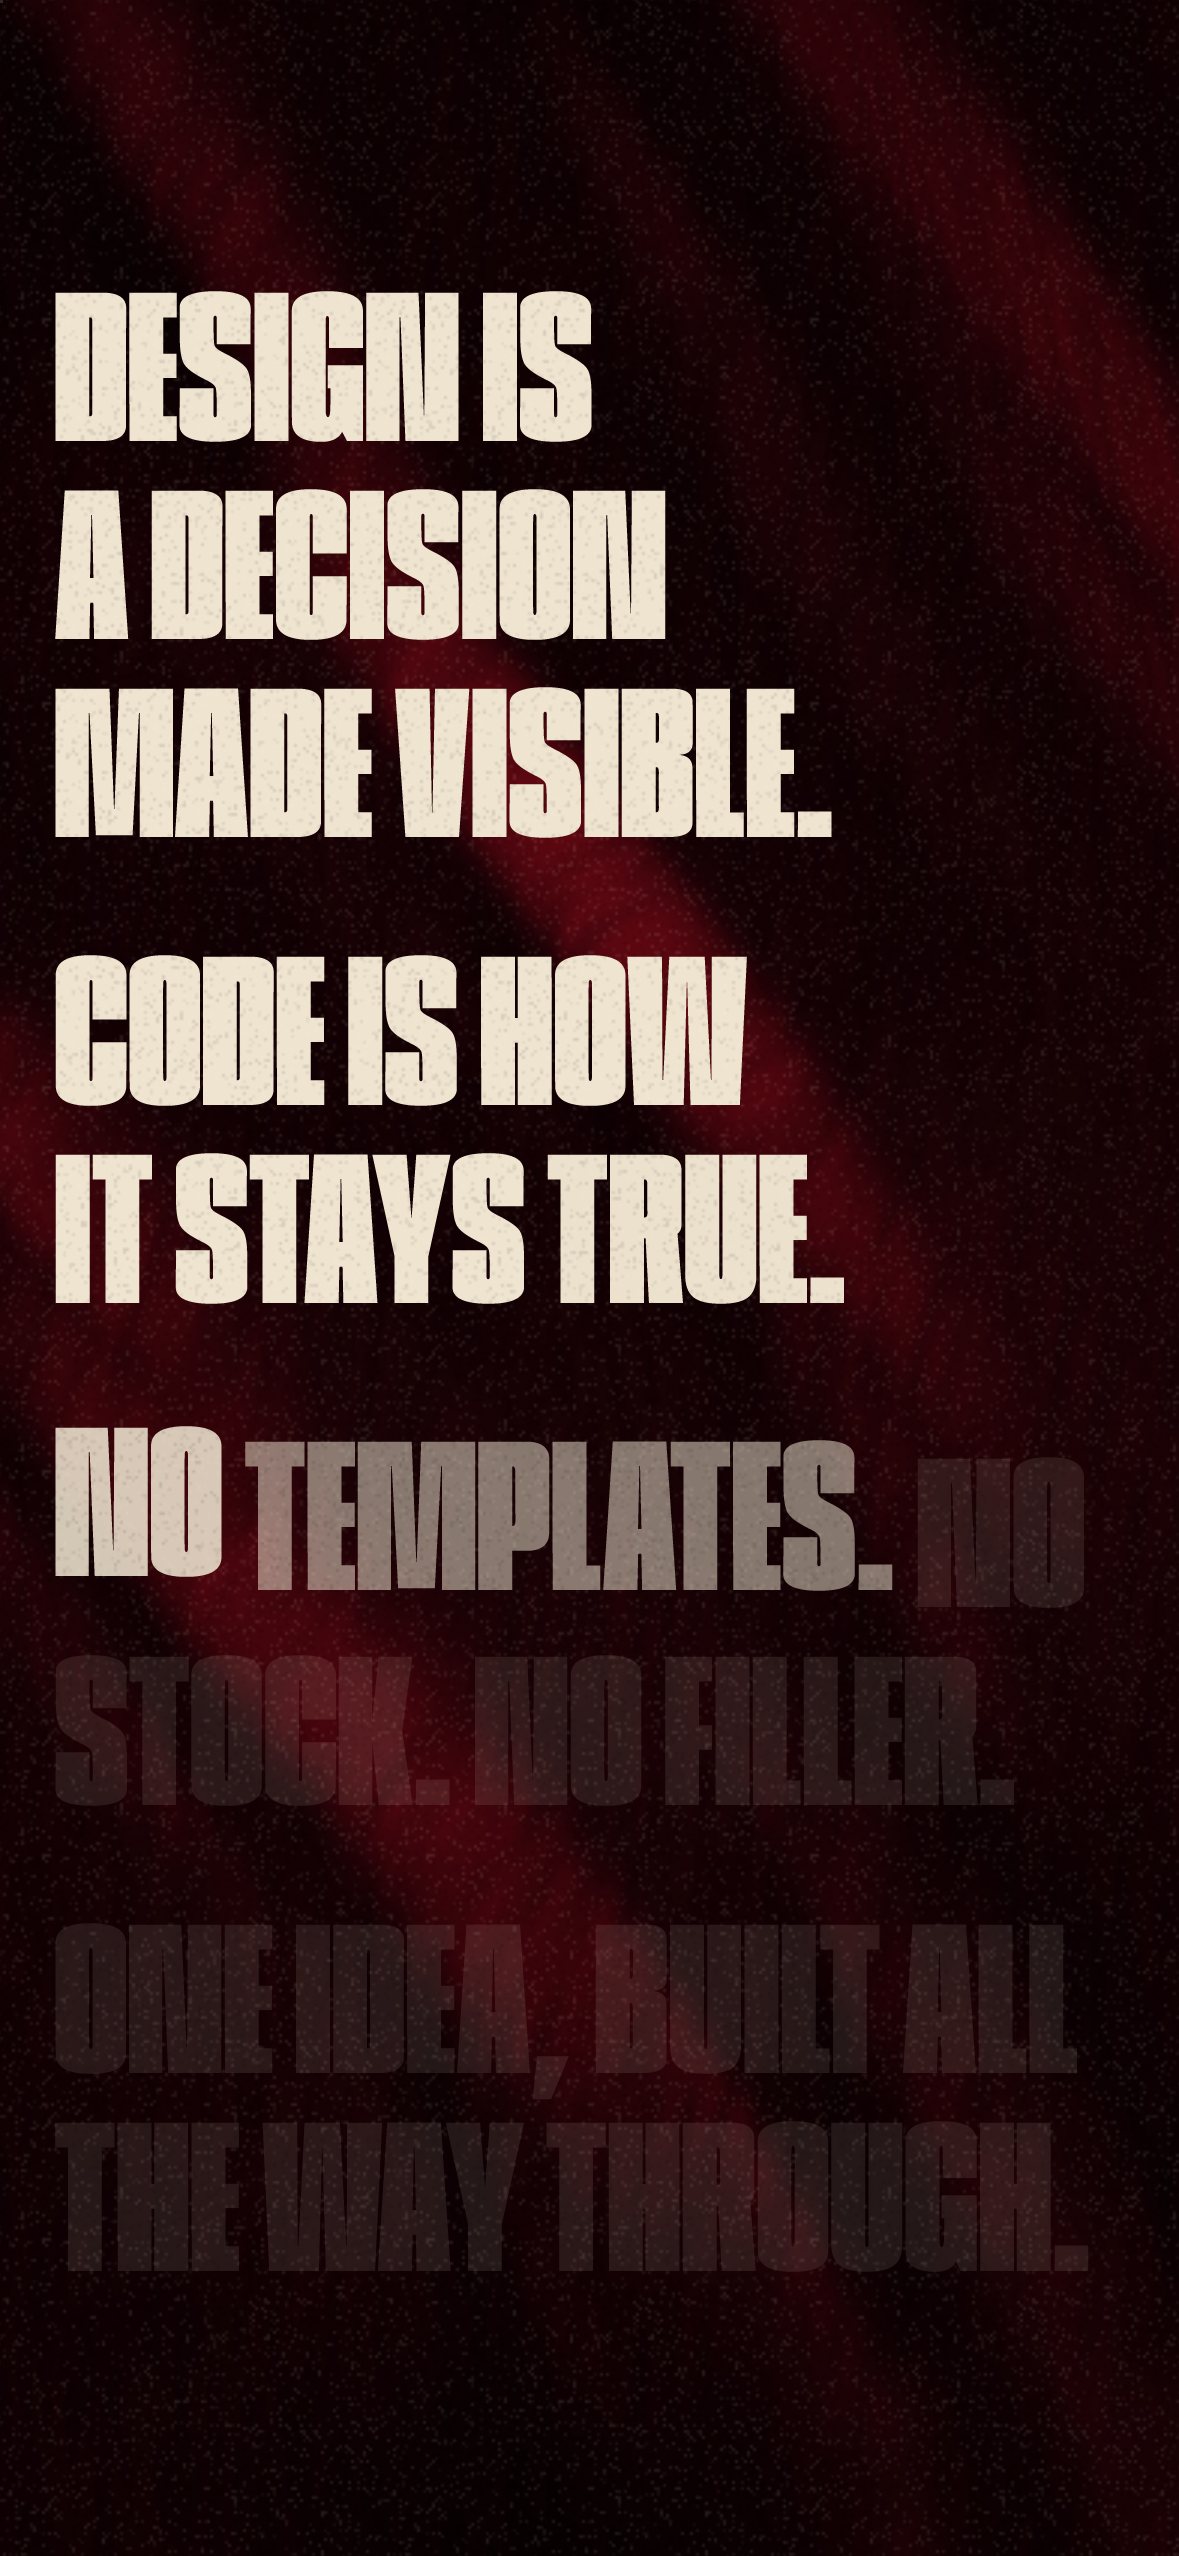 DESIGN IS
A DECISION
MADE VISIBLE.
CODE IS HOW
IT STAYS TRUE.
NO TEMPLATES. NO
STOCK. NO FILLER.
ONE IDEA, BUILT ALL
THE WAY THROUGH.